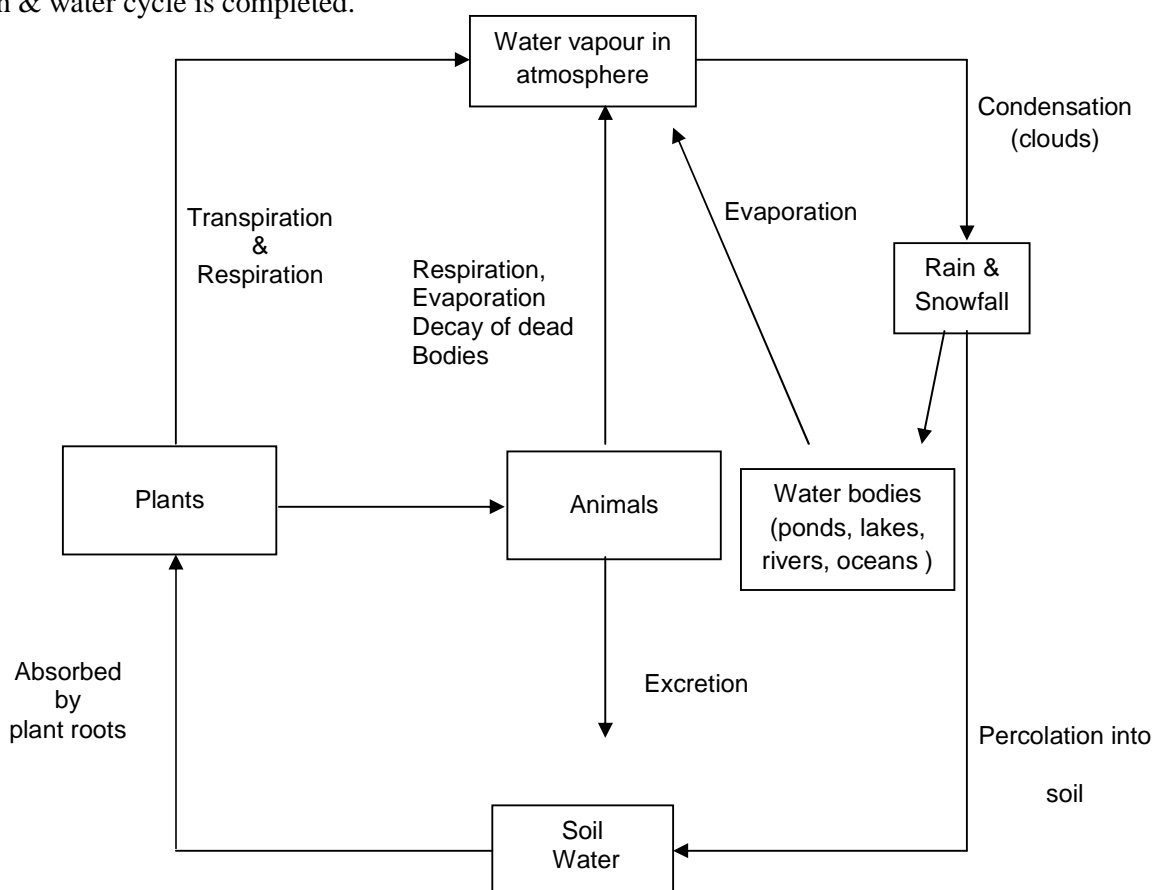 n & water cycle is completed.
Water vapour in
atmosphere
Condensation
(clouds)
Transpiration
&
Respiration
Respiration,
Evaporation
Decay of dead
Bodies
Evaporation
Rain &
Snowfall
Plants
Animals
Water bodies
(ponds, lakes,
rivers, oceans )
Absorbed
by
plant roots
Excretion
Percolation into
soil
Soil
Water